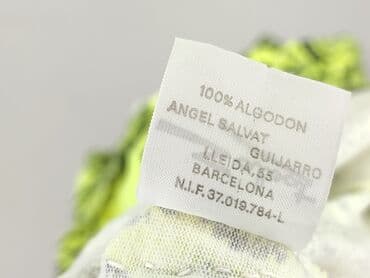 100% ALGODON
ANGEL SALVAT
GUIJARRO
LLEIDA, 55
BARCELONA
N.I.F. 37.019.784-L